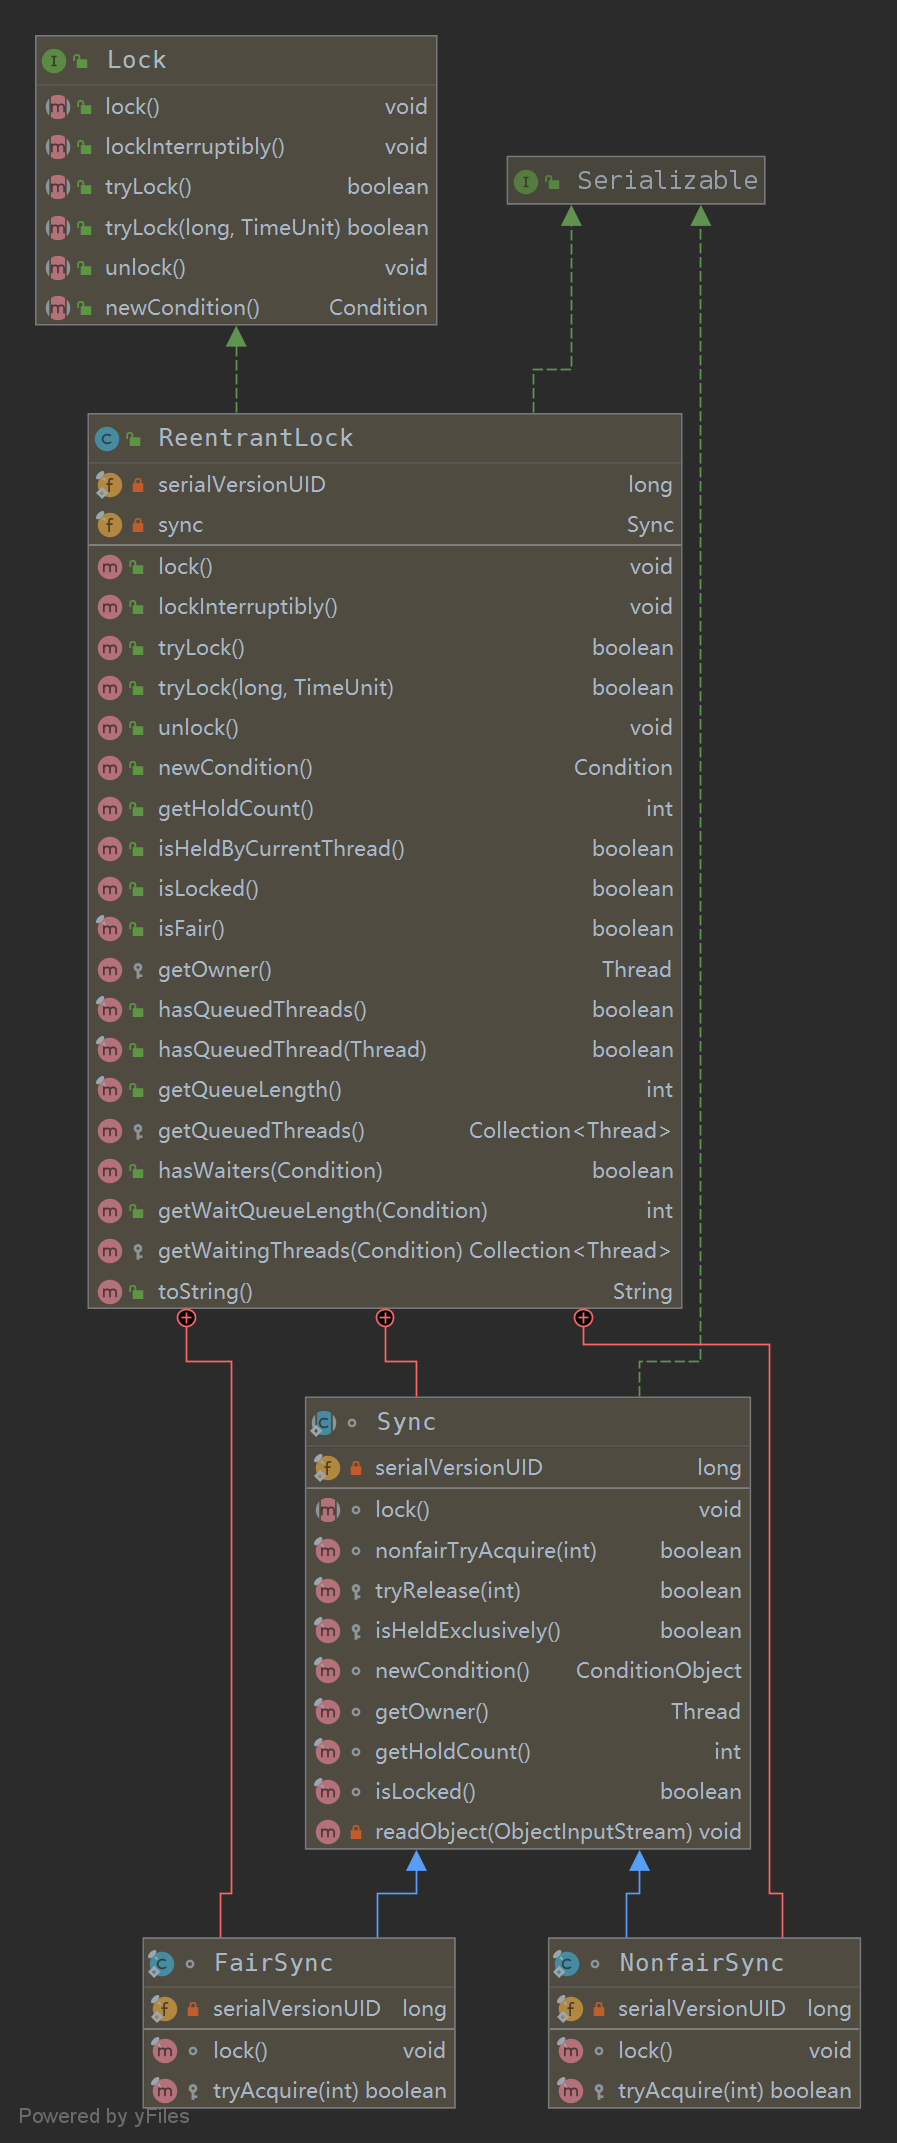 Lock
lock() void
lockInterruptibly() void
tryLock() boolean
tryLock(long, TimeUnit) boolean
unlock() void
newCondition() Condition
Serializable
ReentrantLock
serialVersionUID long
sync Sync
lock() void
lockInterruptibly() void
tryLock() boolean
tryLock(long, TimeUnit) boolean
unlock() void
newCondition() Condition
getHoldCount() int
isHeldByCurrentThread() boolean
isLocked() boolean
isFair() boolean
getOwner() Thread
hasQueuedThreads() boolean
hasQueuedThread(Thread) boolean
getQueueLength() int
getQueuedThreads() Collection<Thread>
hasWaiters(Condition) boolean
getWaitQueueLength(Condition) int
getWaitingThreads(Condition) Collection<Thread>
toString() String
Sync
serialVersionUID long
lock() void
nonfairTryAcquire(int) boolean
tryRelease(int) boolean
isHeldExclusively() boolean
newCondition() ConditionObject
getOwner() Thread
getHoldCount() int
isLocked() boolean
readObject(ObjectInputStream) void
FairSync
serialVersionUID long
lock() void
tryAcquire(int) boolean
NonfairSync
serialVersionUID long
lock() void
tryAcquire(int) boolean
Powered by yFiles